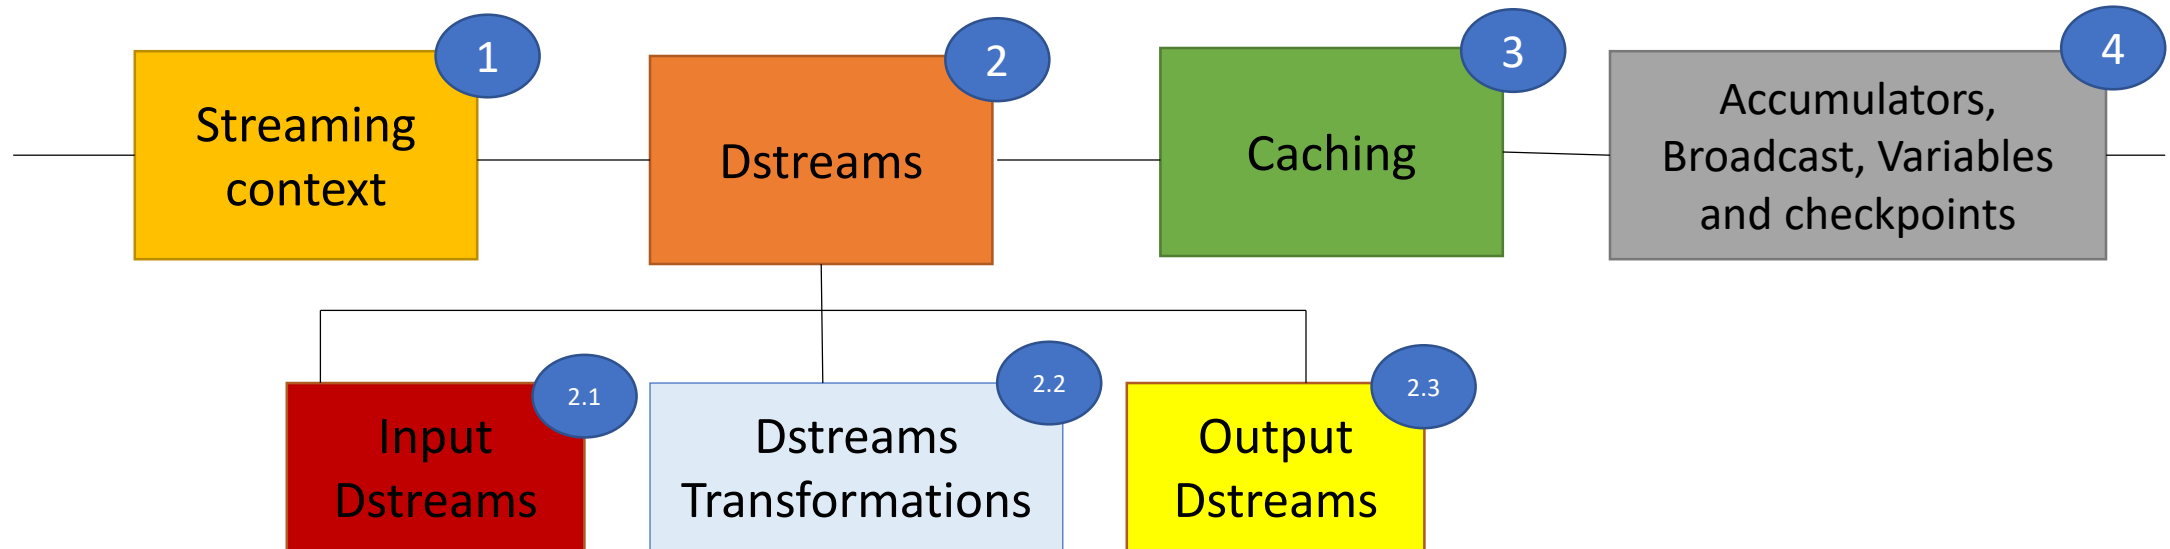 1
Streaming
context
2
Dstreams
3
Caching
4
Accumulators,
Broadcast, Variables
and checkpoints
2.1
Input
Dstreams
2.2
Dstreams
Transformations
2.3
Output
Dstreams